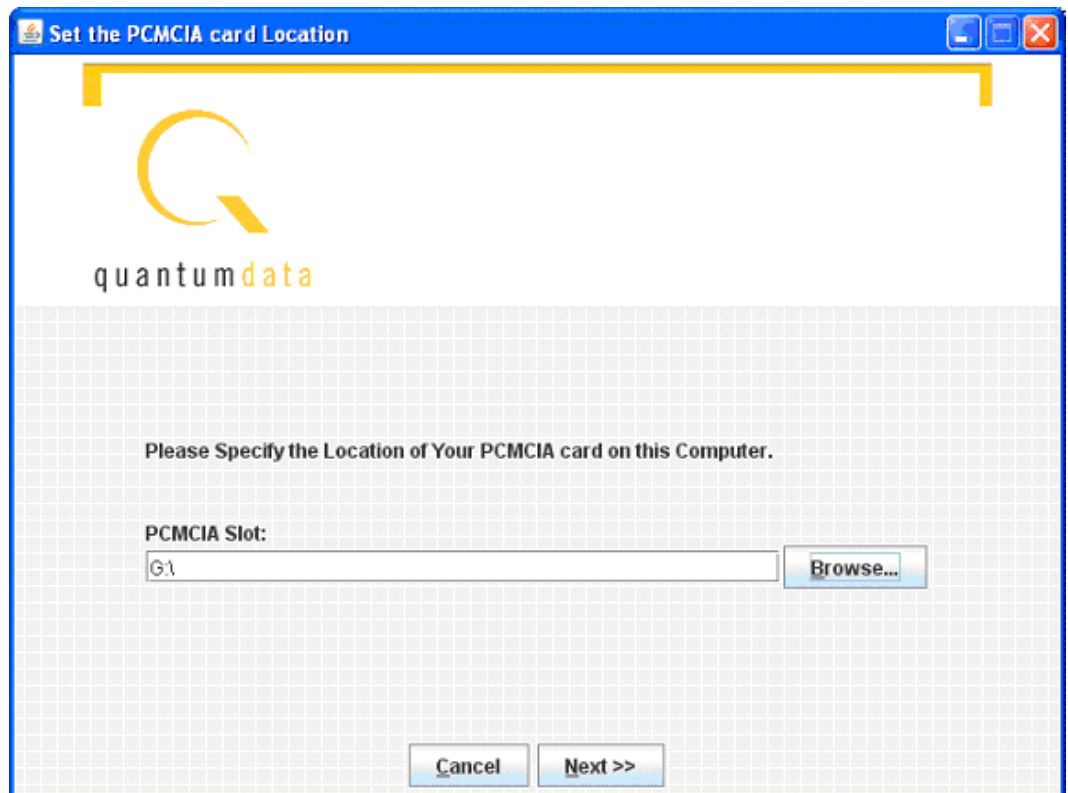 Set the PCMCIA card Location
quantumdata
Please Specify the Location of Your PCMCIA card on this Computer.
PCMCIA Slot:
G:\
Browse...
Cancel
Next >>